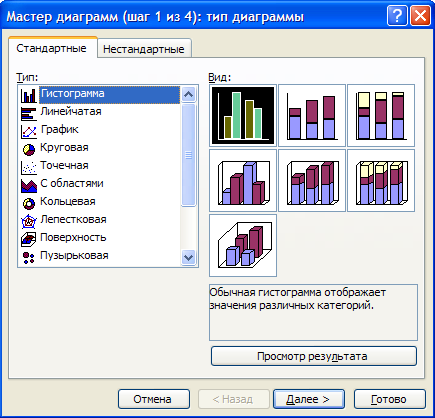 Мастер диаграмм (шаг 1 из 4): тип диаграммы
Стандартные Нестандартные
Тип: Вид:
Гистограмма
Линейчатая
График
Круговая
Точечная
С областями
Кольцевая
Лепестковая
Поверхность
Пузырьковая
Обычная гистограмма отображает
значения различных категорий.
Просмотр результата
Отмена < Назад Далее > Готово